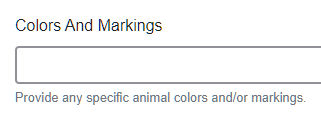 Colors And Markings
Provide any specific animal colors and/or markings.